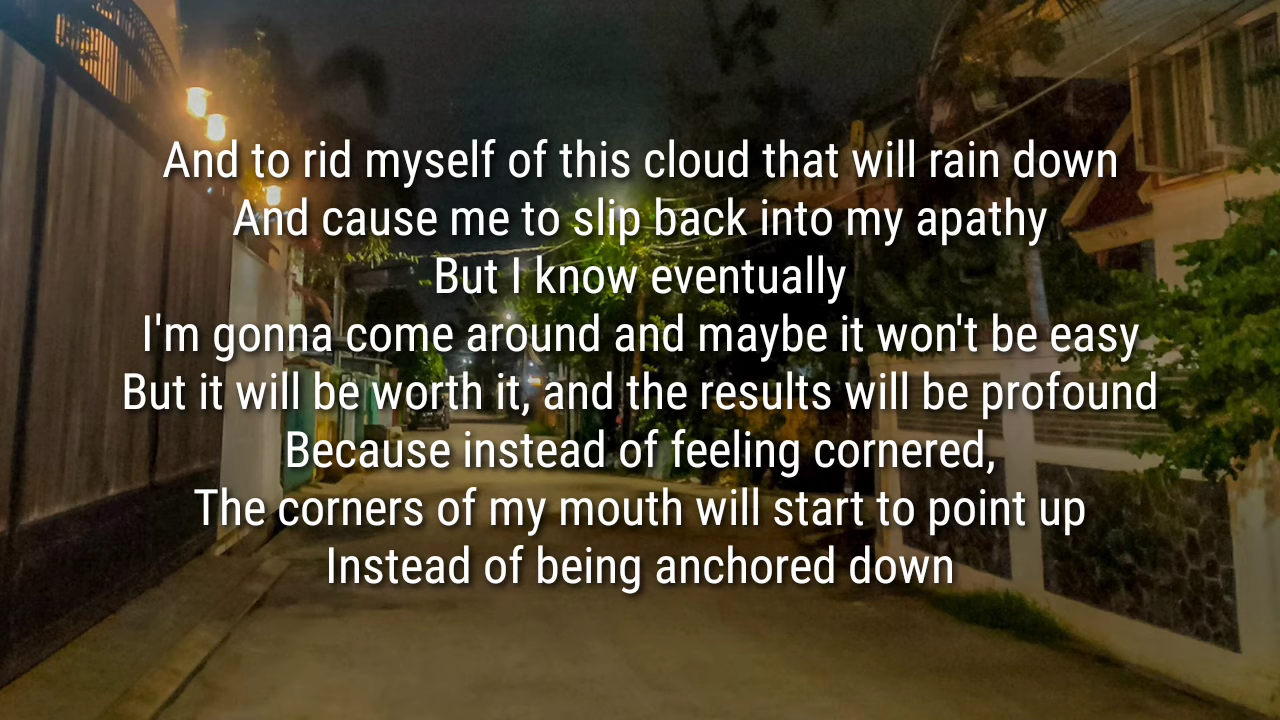 And to rid myself of this cloud that will rain down
And cause me to slip back into my apathy
But I know eventually
I'm gonna come around and maybe it won't be easy
But it will be worth it, and the results will be profound
Because instead of feeling cornered,
The corners of my mouth will start to point up
Instead of being anchored down